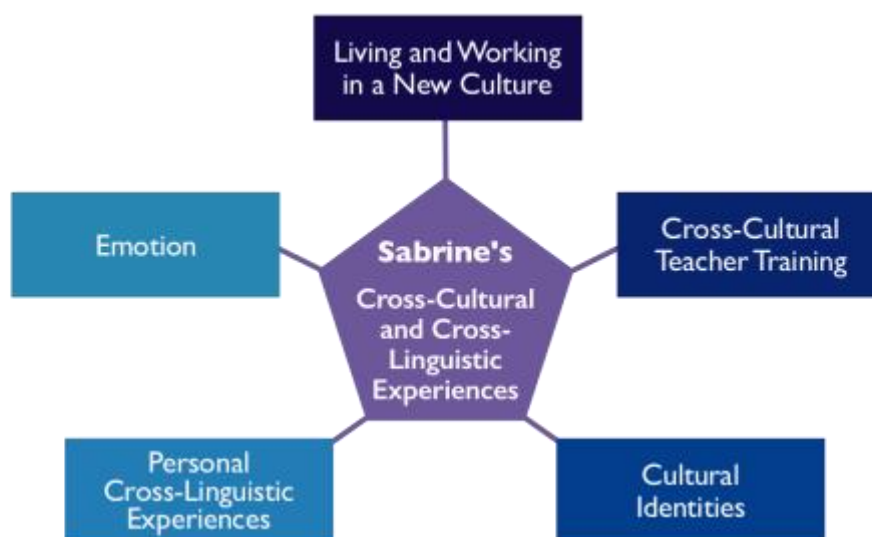 Living and Working
in a New Culture
Emotion
Sabrine's
Cross-Cultural
and Cross-
Linguistic
Experiences
Cross-Cultural
Teacher Training
Personal
Cross-Linguistic
Experiences
Cultural
Identities